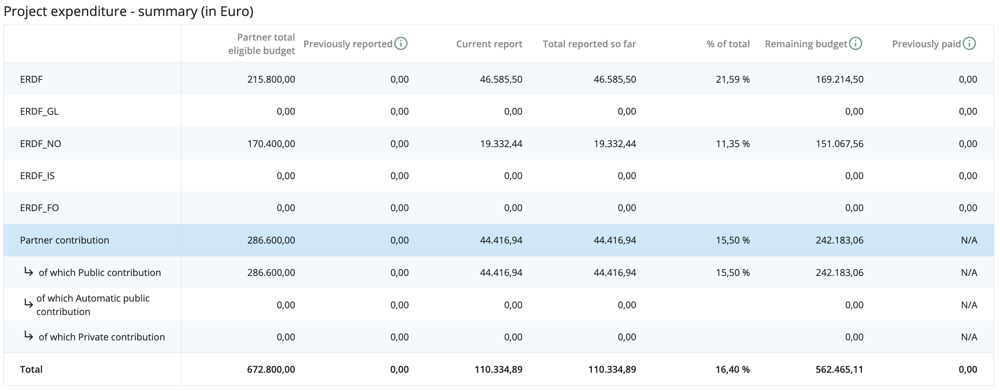 Project expenditure - summary (in Euro)
Partner total eligible budget Previously reported Current report Total reported so far % of total Remaining budget Previously paid
ERDF 215.800,00 0,00 46.585,50 46.585,50 21,59 % 169.214,50 0,00
ERDF_GL 0,00 0,00 0,00 0,00 0,00 0,00
ERDF_NO 170.400,00 0,00 19.332,44 19.332,44 11,35 % 151.067,56 0,00
ERDF_IS 0,00 0,00 0,00 0,00 0,00 0,00
ERDF_FO 0,00 0,00 0,00 0,00 0,00 0,00
Partner contribution 286.600,00 0,00 44.416,94 44.416,94 15,50 % 242.183,06 N/A
↳ of which Public contribution 286.600,00 0,00 44.416,94 44.416,94 15,50 % 242.183,06 N/A
↳ of which Automatic public contribution 0,00 0,00 0,00 0,00 0,00 N/A
↳ of which Private contribution 0,00 0,00 0,00 0,00 0,00 N/A
Total 672.800,00 0,00 110.334,89 110.334,89 16,40 % 562.465,11 0,00